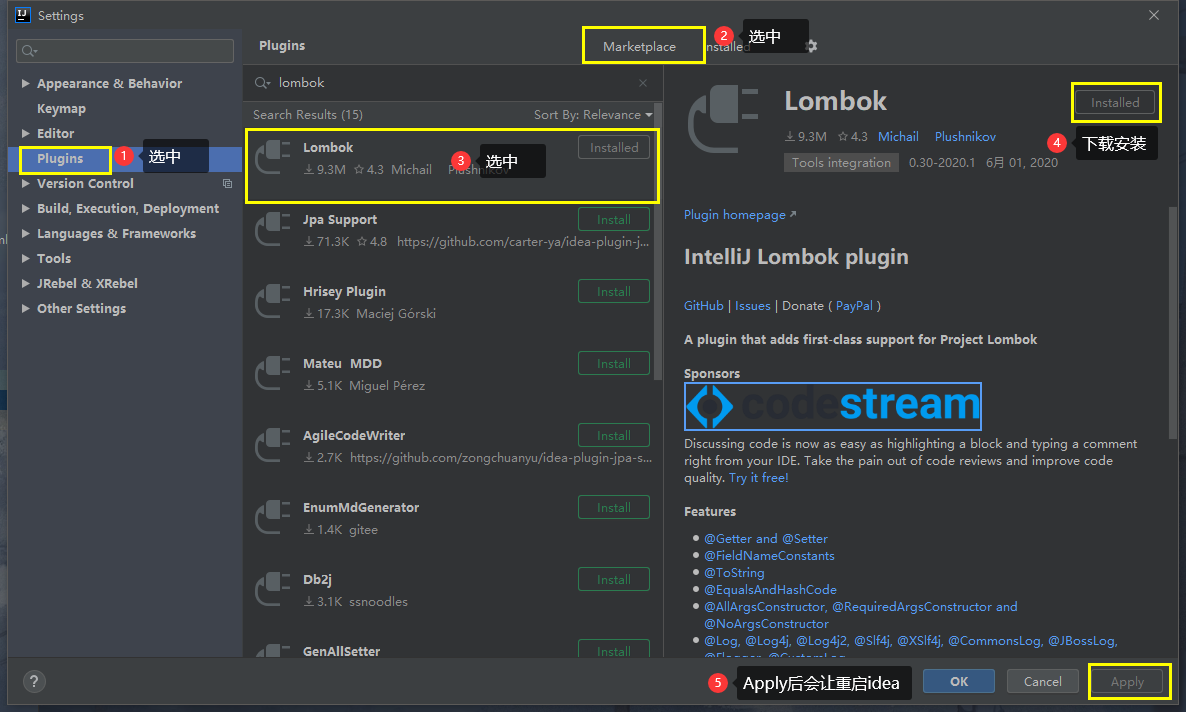 Settings
Plugins
Marketplace
2 选中
nstalled
Appearance & Behavior
Keymap
Editor
Plugins
1 选中
Version Control
Build, Execution, Deployment
Languages & Frameworks
Tools
JRebel & XRebel
Other Settings
lombok
Search Results (15)
Sort By: Relevance
Lombok
Installed
9.3M 4.3 Michail Plushnikov
3 选中
Jpa Support
Install
71.3K 4.8 https://github.com/carter-ya/idea-plugin-j...
Hrisey Plugin
Install
17.3K Maciej Górski
Mateu MDD
Install
5.1K Miguel Pérez
AgileCodeWriter
Install
2.7K https://github.com/zongchuanyu/idea-plugin-jpa-s...
EnumMdGenerator
Install
1.4K gitee
Db2j
Install
3.1K ssnoodles
GenAllSetter
Install
Lombok
Installed
9.3M 4.3 Michail Plushnikov
4 下载安装
Tools integration 0.30-2020.1 6月 01, 2020
Plugin homepage
IntelliJ Lombok plugin
GitHub | Issues | Donate ( PayPal )
A plugin that adds first-class support for Project Lombok
Sponsors
codestream
Discussing code is now as easy as highlighting a block and typing a comment
right from your IDE. Take the pain out of code reviews and improve code
quality. Try it free!
Features
@Getter and @Setter
@FieldNameConstants
@ToString
@EqualsAndHashCode
@AllArgsConstructor, @RequiredArgsConstructor and
@NoArgsConstructor
@Log, @Log4j, @Log4j2, @Slf4j, @XSlf4j, @CommonsLog, @JBossLog,
@Flogger, @CustomLog
?
5 Apply后会让重启idea
OK
Cancel
Apply